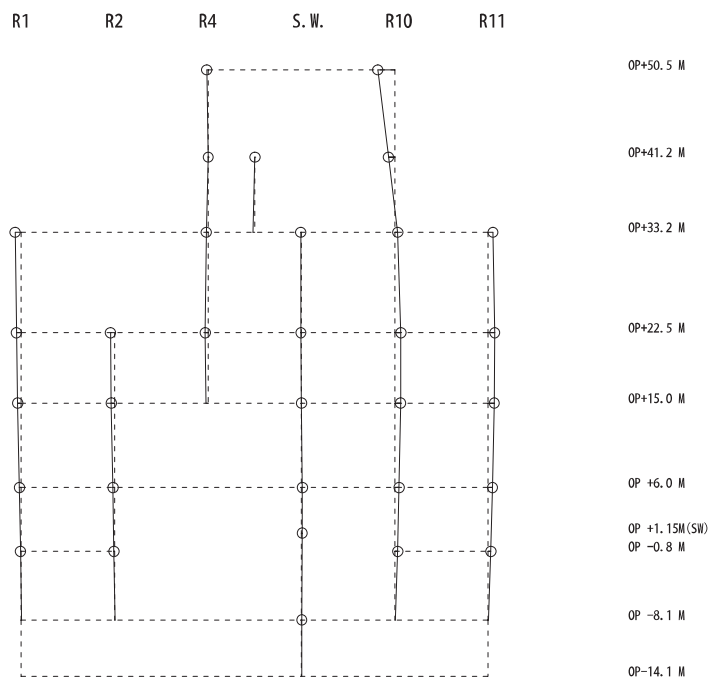 R1 R2 R4 S.W. R10 R11
OP+50.5 M
OP+41.2 M
OP+33.2 M
OP+22.5 M
OP+15.0 M
OP +6.0 M
OP +1.15M(SW)
OP -0.8 M
OP -8.1 M
OP-14.1 M